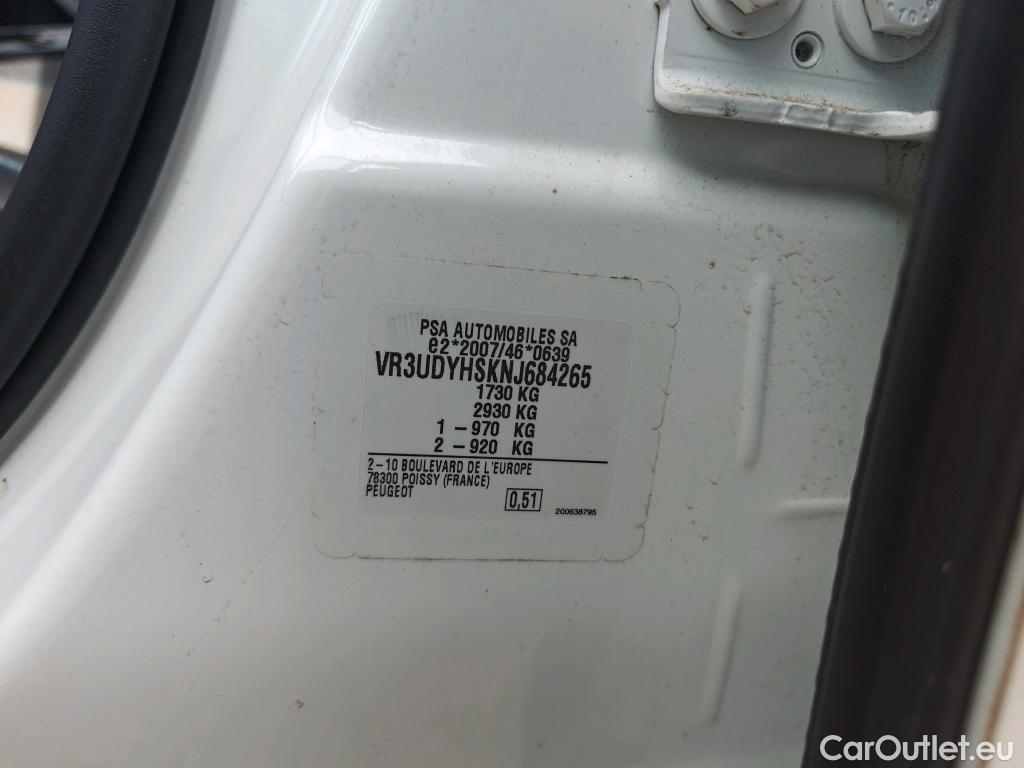 PSA AUTOMOBILES SA
e2*2007/46*0639
VR3UDYHSKNJ684265
1730 KG
2930 KG
1 – 970 KG
2 – 920 KG
2 – 10 BOULEVARD DE L'EUROPE
78300 POISSY (FRANCE)
PEUGEOT
0,51
200638795
CarOutlet.eu